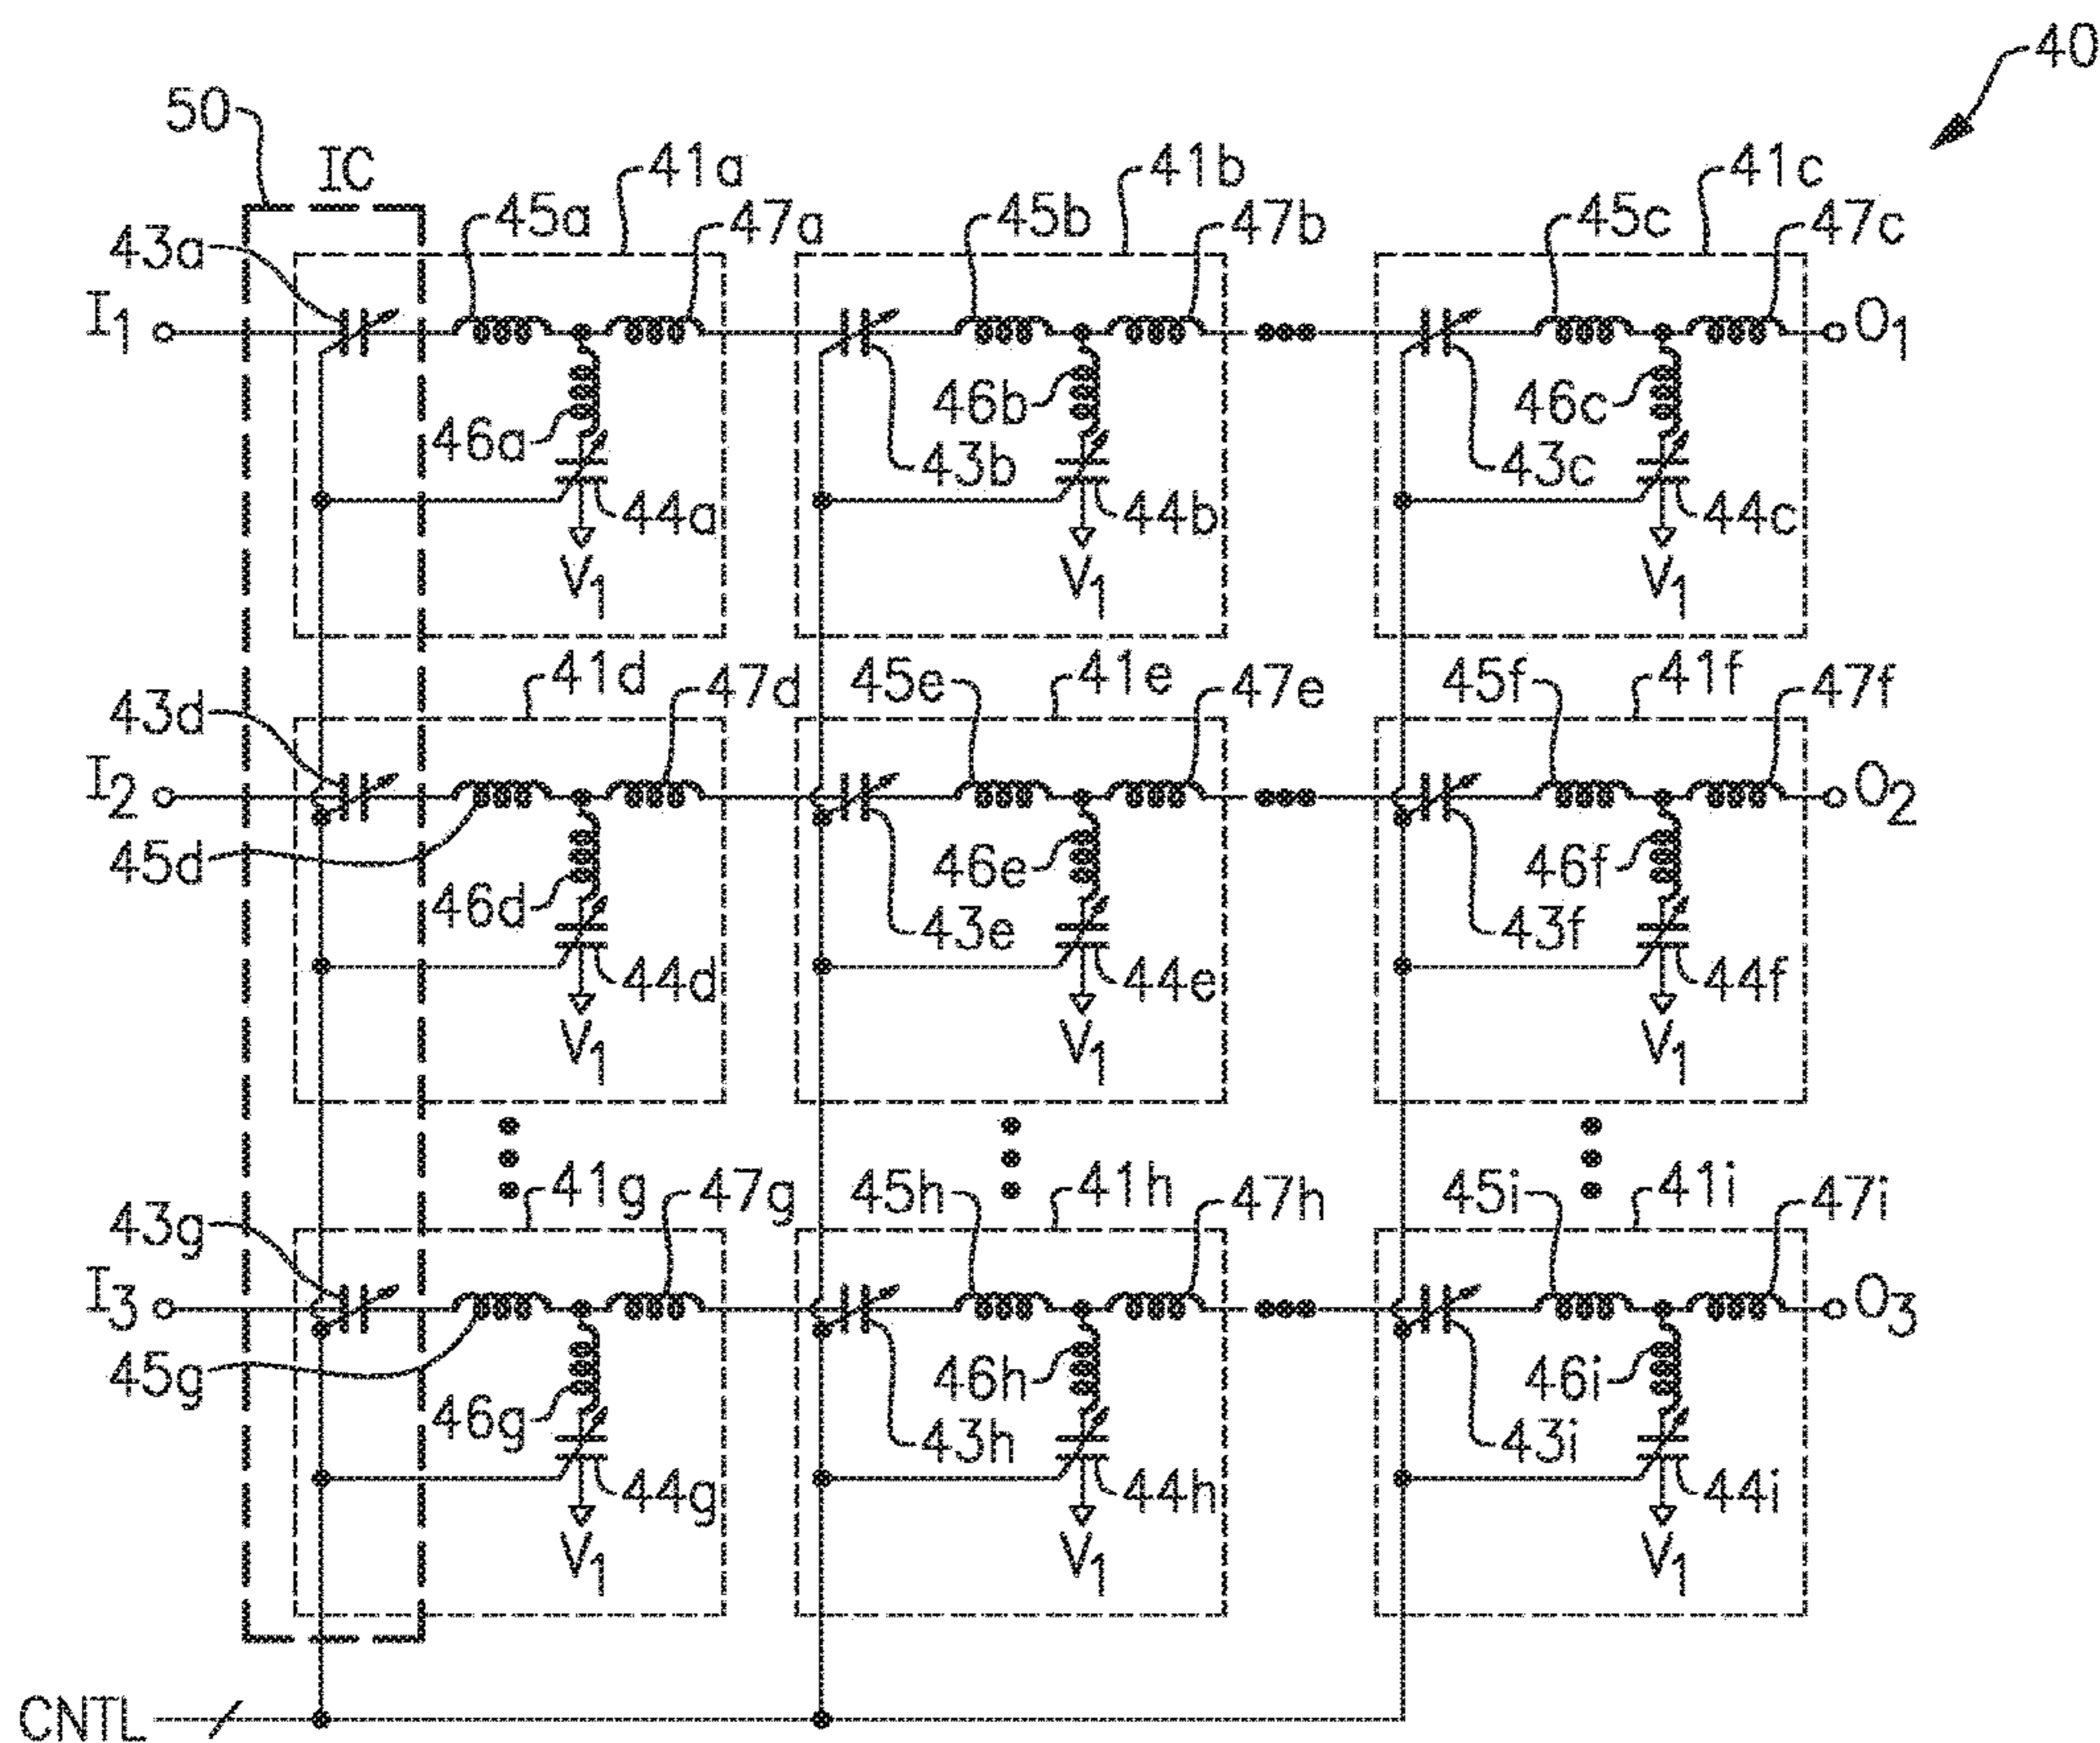 40
50
IC
41a
41b
41c
43a
45a
47a
45b
47b
45c
47c
I1
O1
46a
46b
46c
43b
43c
44a
44b
44c
V1
V1
V1
41d
41e
41f
43d
47d
45e
47e
45f
47f
I2
O2
45d
46d
46e
46f
43e
43f
44d
44e
44f
V1
V1
V1
41g
41h
41i
43g
47g
45h
47h
45i
47i
I3
O3
45g
46g
46h
46i
43h
43i
44g
44h
44i
V1
V1
V1
CNTL